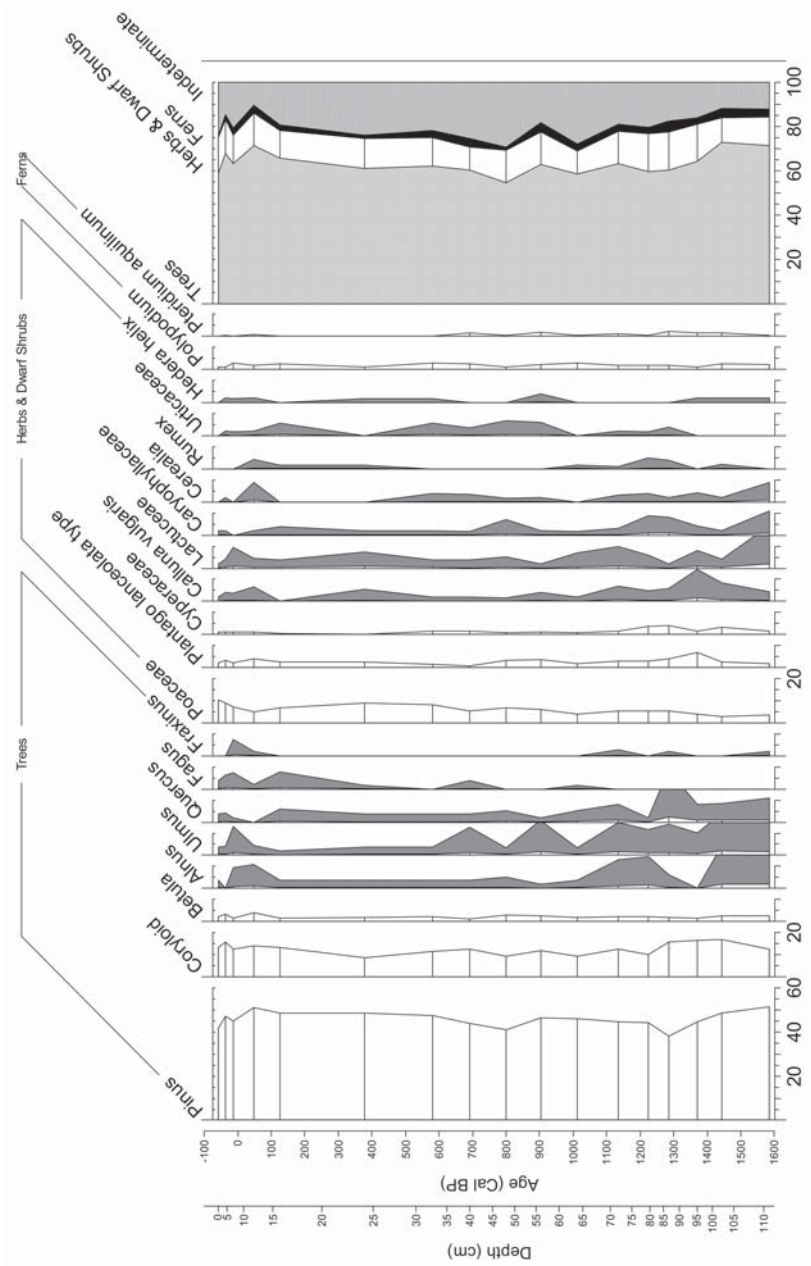 Trees
Herbs & Dwarf Shrubs
Ferns
Pinus
Coryloid
Betula
Alnus
Ulmus
Quercus
Fagus
Fraxinus
Poaceae
Plantago lanceolata type
Cyperaceae
Calluna vulgaris
Lactuceae
Caryophyllaceae
Cerealia
Rumex
Urticaceae
Hedera helix
Polypodium
Pteridium aquilinum
Trees
Herbs & Dwarf Shrubs
Ferns
Indeterminate
20 40 60
20
20
20 40 60 80 100
-100 0 100 200 300 400 500 600 700 800 900 1000 1100 1200 1300 1400 1500 1600
Age (Cal BP)
0 5 10 15 20 25 30 35 40 45 50 55 60 65 70 75 80 85 90 95 100 105 110
Depth (cm)